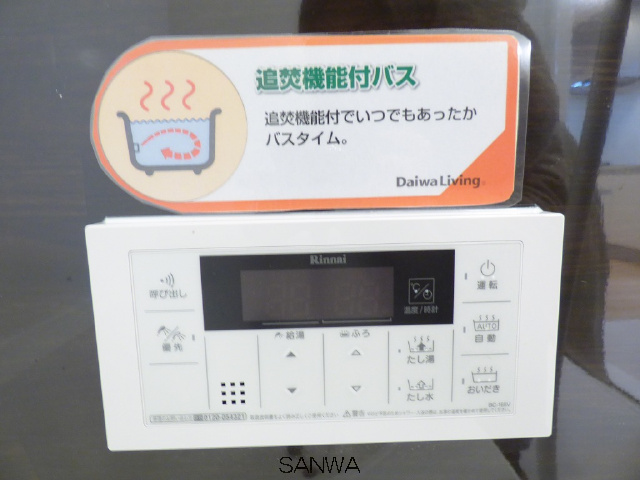 追焚機能付バス
追焚機能付でいつでもあったか
バスタイム。
DaiwaLiving
Rinnai
呼び出し
優先
温度/時計
給湯
ふろ
たし湯
たし水
運転
AUTO
自動
おいだき
SANWA